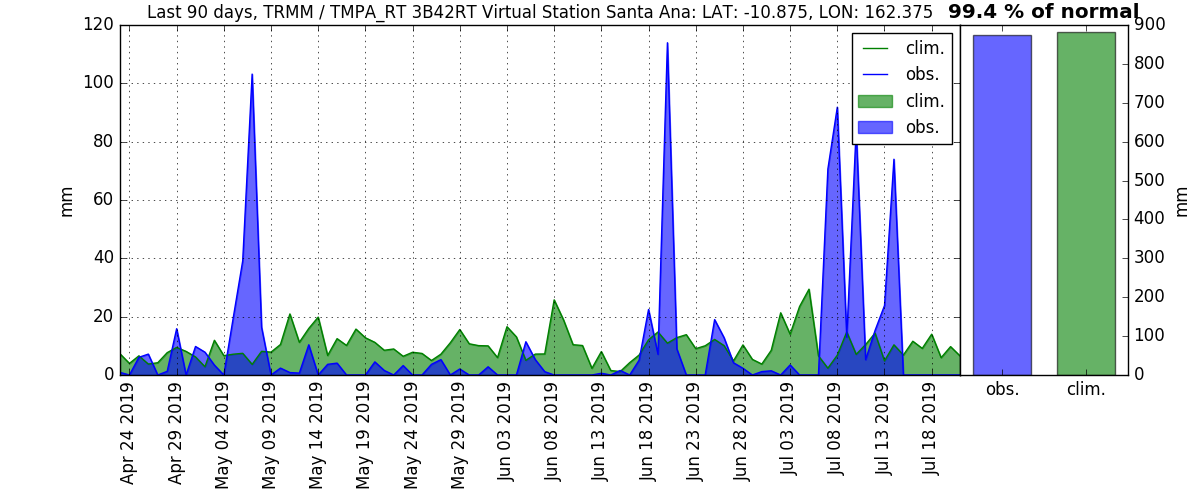 Last 90 days, TRMM / TMPA_RT 3B42RT Virtual Station Santa Ana: LAT: -10.875, LON: 162.375 99.4 % of normal
120
100
80
60
40
20
0
mm
clim.
obs.
clim.
obs.
900
800
700
600
500
400
300
200
100
0
mm
obs. clim.
Apr 24 2019
Apr 29 2019
May 04 2019
May 09 2019
May 14 2019
May 19 2019
May 24 2019
May 29 2019
Jun 03 2019
Jun 08 2019
Jun 13 2019
Jun 18 2019
Jun 23 2019
Jun 28 2019
Jul 03 2019
Jul 08 2019
Jul 13 2019
Jul 18 2019